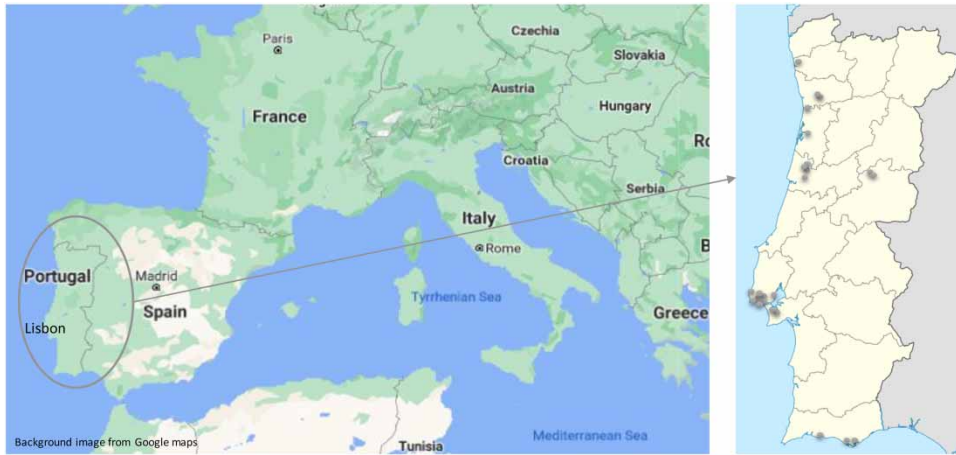 Paris
Czechia
Slovakia
Austria
France
Hungary
Croatia
Serbia
Italy
Rome
Portugal
Madrid
Tyrrhenian Sea
Spain
Greece
Lisbon
Background image from Google maps
Tunisia
Mediterranean Sea